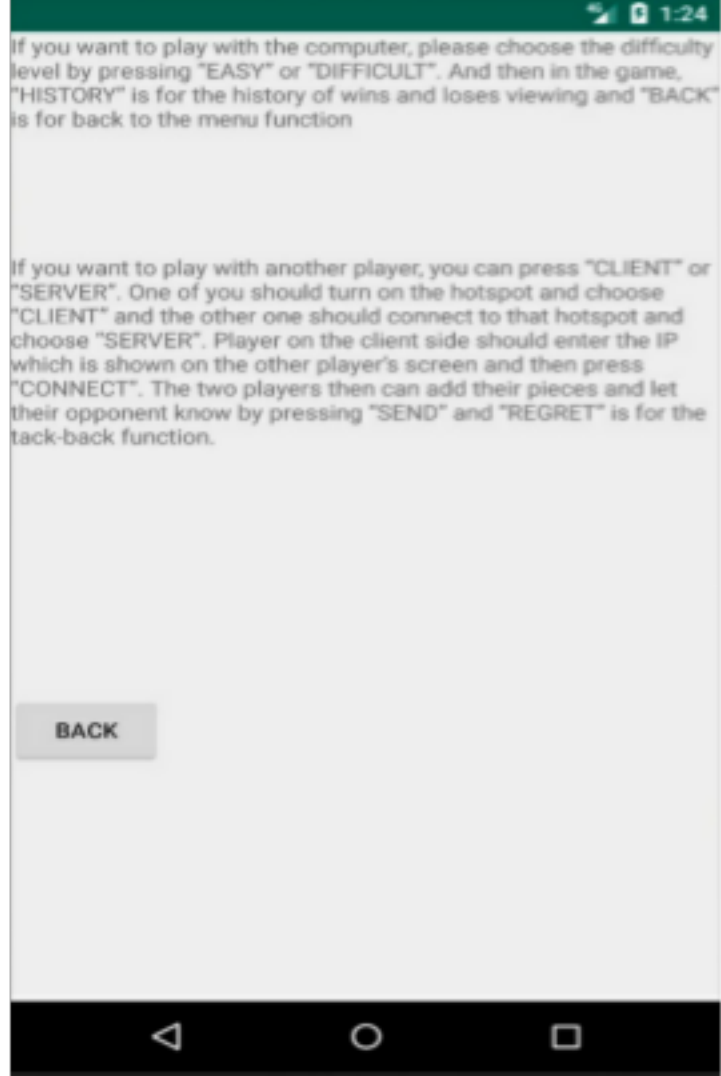 4G 1:24
If you want to play with the computer, please choose the difficulty
level by pressing "EASY" or "DIFFICULT". And then in the game,
"HISTORY" is for the history of wins and loses viewing and "BACK"
is for back to the menu function
If you want to play with another player, you can press "CLIENT" or
"SERVER". One of you should turn on the hotspot and choose
"CLIENT" and the other one should connect to that hotspot and
choose "SERVER". Player on the client side should enter the IP
which is shown on the other player's screen and then press
"CONNECT". The two players then can add their pieces and let
their opponent know by pressing "SEND" and "REGRET" is for the
tack-back function.
BACK